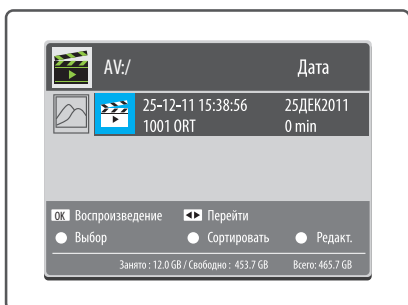 AV:/ Дата
25-12-11 15:38:56 25ДЕК2011
1001 ORT 0 min
OK Воспроизведение ◄► Перейти
Выбор Сортировать Редакт.
Занято : 12.0 GB / Свободно : 453.7 GB Всего: 465.7 GB